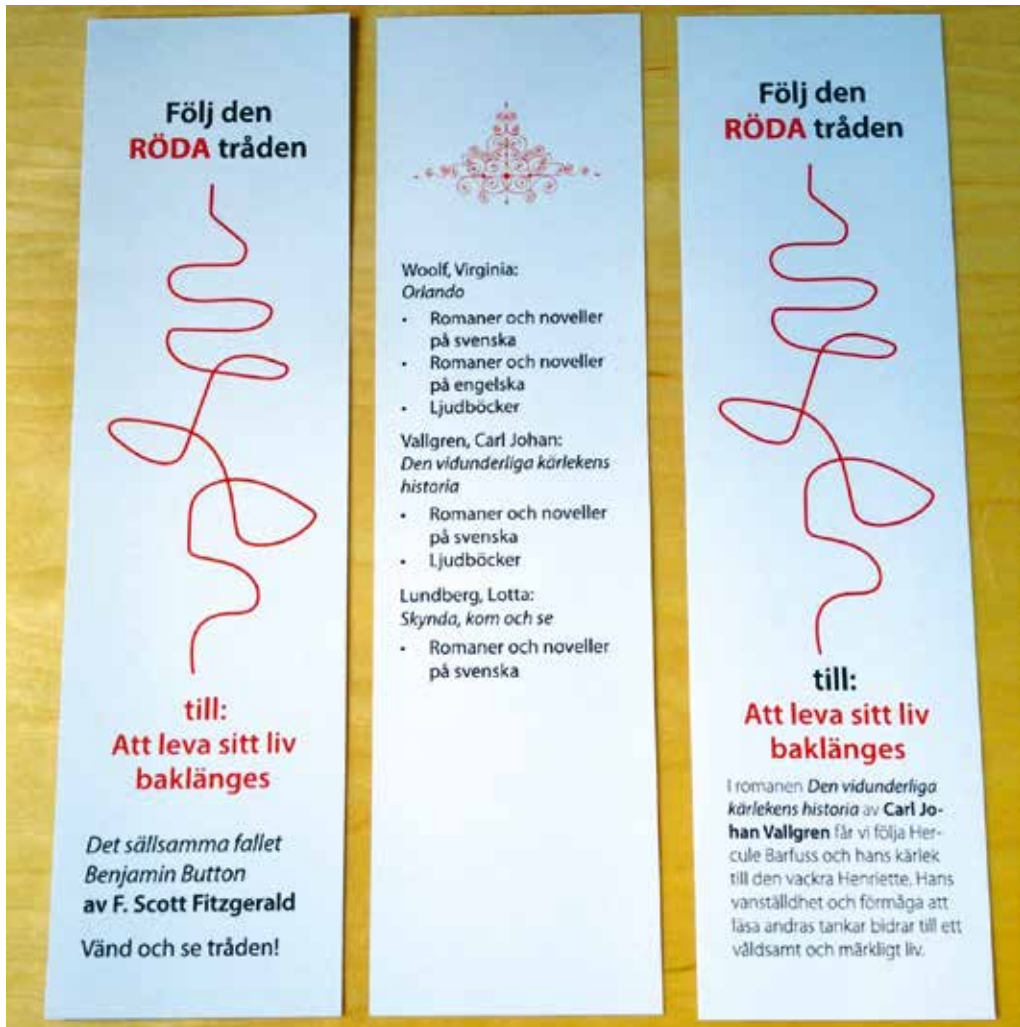 Följ den
RÖDA tråden
till:
Att leva sitt liv
baklänges
Det sällsamma fallet
Benjamin Button
av F. Scott Fitzgerald
Vänd och se tråden!
Woolf, Virginia:
Orlando
• Romaner och noveller
på svenska
• Romaner och noveller
på engelska
• Ljudböcker
Vallgren, Carl Johan:
Den vidunderliga kärlekens
historia
• Romaner och noveller
på svenska
• Ljudböcker
Lundberg, Lotta:
Skynda, kom och se
• Romaner och noveller
på svenska
Följ den
RÖDA tråden
till:
Att leva sitt liv
baklänges
I romanen Den vidunderliga
kärlekens historia av Carl Jo-
han Vallgren får vi följa Her-
cule Barfuss och hans kärlek
till den vackra Henriette. Hans
vanställdhet och förmåga att
läsa andras tankar bidrar till ett
våldsamt och märkligt liv.